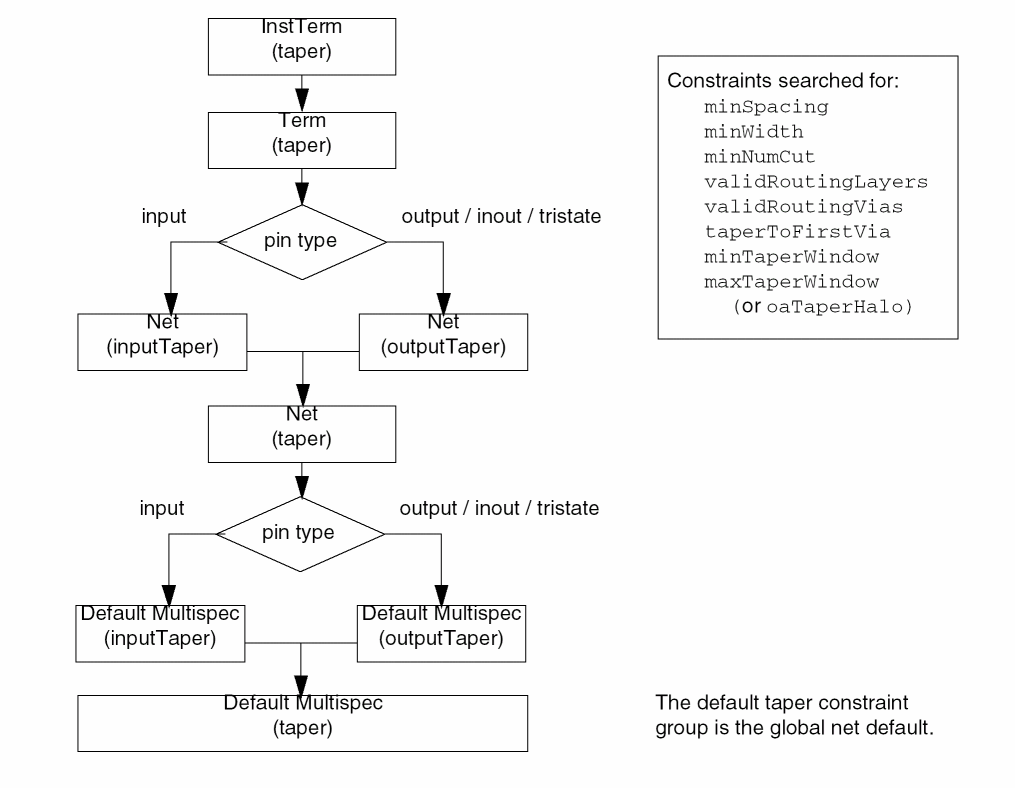 InstTerm
(taper)
Term
(taper)
input
output / inout / tristate
pin type
Net
(inputTaper)
Net
(outputTaper)
Net
(taper)
input
output / inout / tristate
pin type
Default Multispec
(inputTaper)
Default Multispec
(outputTaper)
Default Multispec
(taper)
Constraints searched for:
minSpacing
minWidth
minNumCut
validRoutingLayers
validRoutingVias
taperToFirstVia
minTaperWindow
maxTaperWindow
(or oaTaperHalo)
The default taper constraint
group is the global net default.